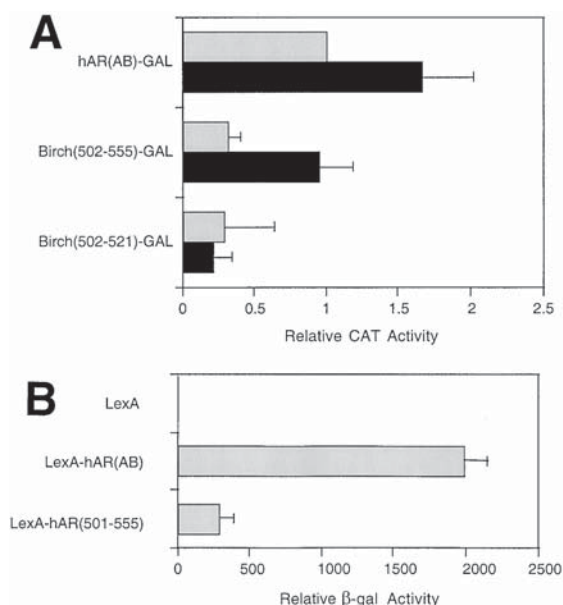 A
hAR(AB)-GAL
Birch(502-555)-GAL
Birch(502-521)-GAL
0 0.5 1 1.5 2 2.5
Relative CAT Activity
B
LexA
LexA-hAR(AB)
LexA-hAR(501-555)
0 500 1000 1500 2000 2500
Relative β-gal Activity